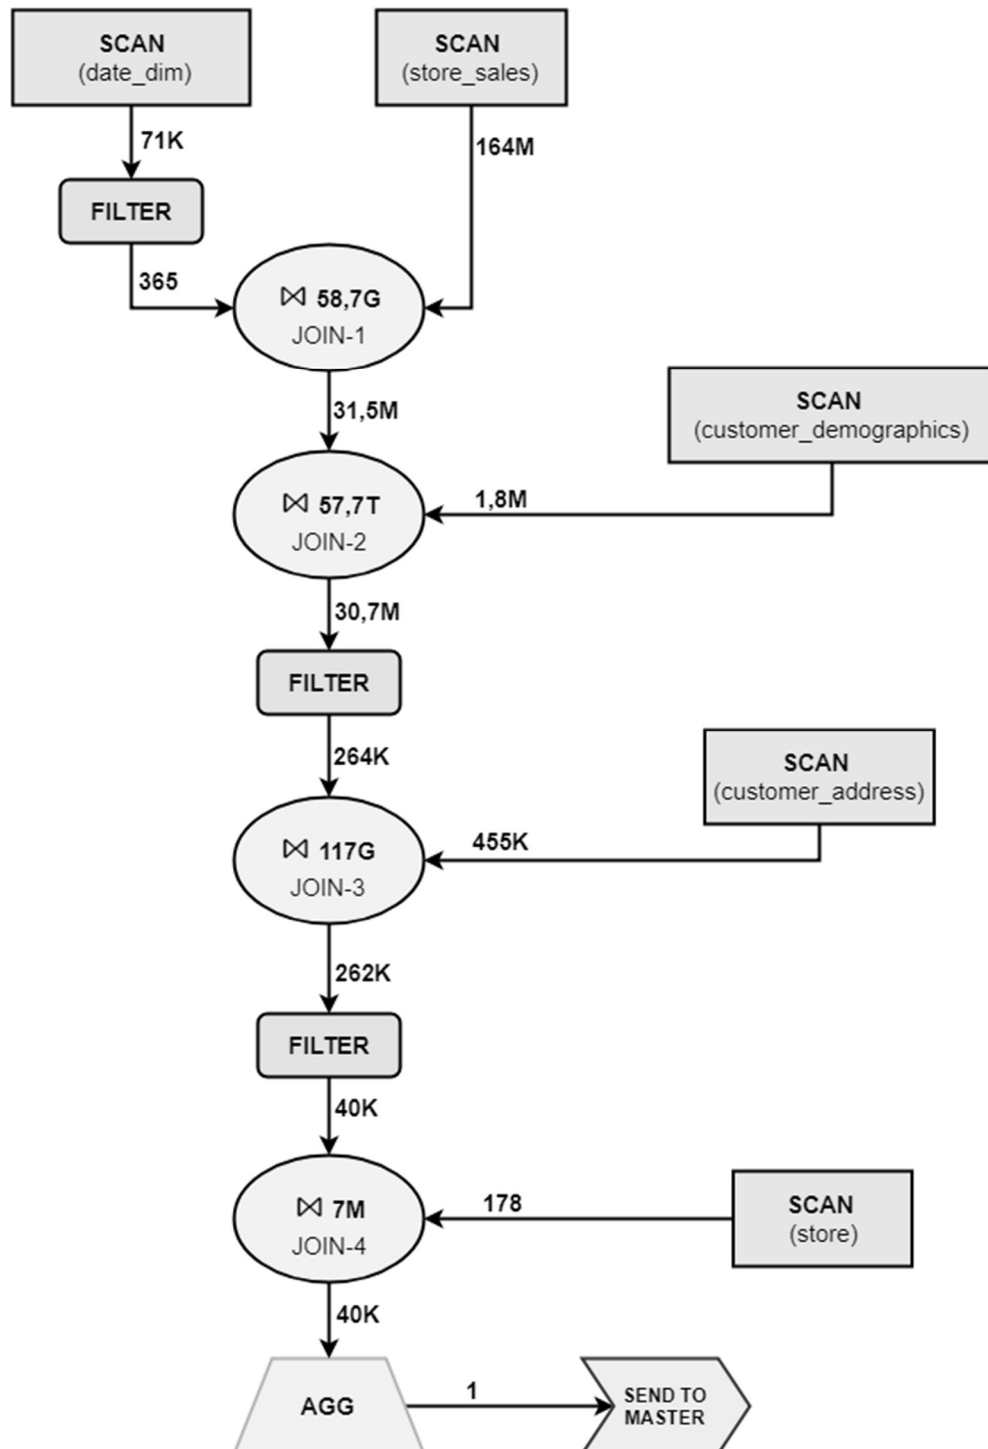 SCAN
(date_dim)
SCAN
(store_sales)
71K
164M
FILTER
365
⋈ 58,7G
JOIN-1
31,5M
SCAN
(customer_demographics)
⋈ 57,7T
JOIN-2
1,8M
30,7M
FILTER
264K
SCAN
(customer_address)
⋈ 117G
JOIN-3
455K
262K
FILTER
40K
⋈ 7M
JOIN-4
178
SCAN
(store)
40K
AGG
1
SEND TO
MASTER